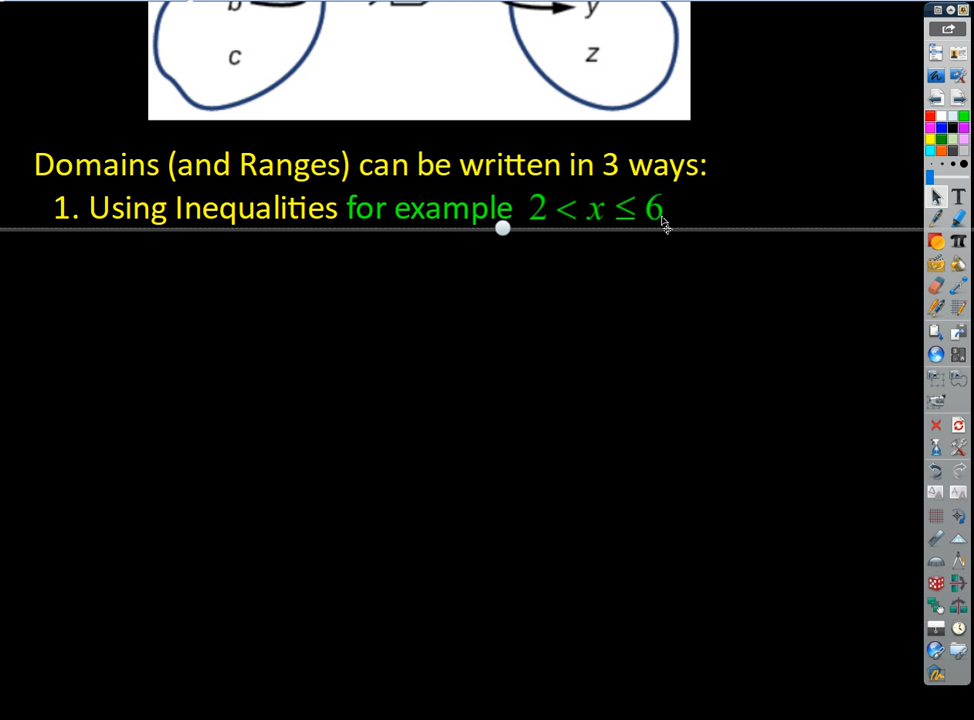 b y
c z
Domains (and Ranges) can be written in 3 ways:
1. Using Inequalities for example 2 < x ≤ 6